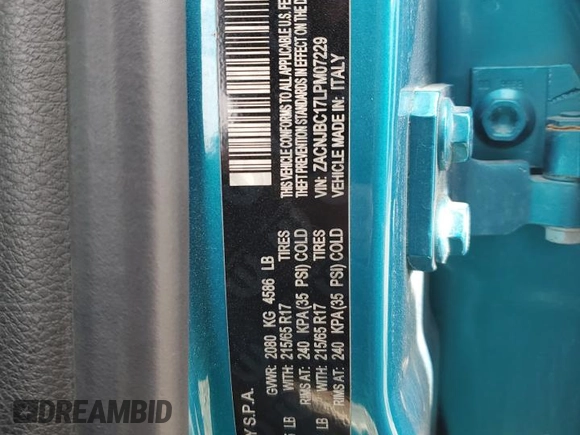 Y S.P.A.
GVWR: 2080 KG 4586 LB
WITH: 215/65 R17 TIRES
RIMS AT: 240 KPA(35 PSI) COLD
LB WITH: 215/65 R17 TIRES
LB RIMS AT: 240 KPA(35 PSI) COLD
THIS VEHICLE CONFORMS TO ALL APPLICABLE U.S.
THEFT PREVENTION STANDARDS IN EFFECT ON THE
VIN: ZACNJBC17LPM07229
VEHICLE MADE IN: ITALY
DREAMBID